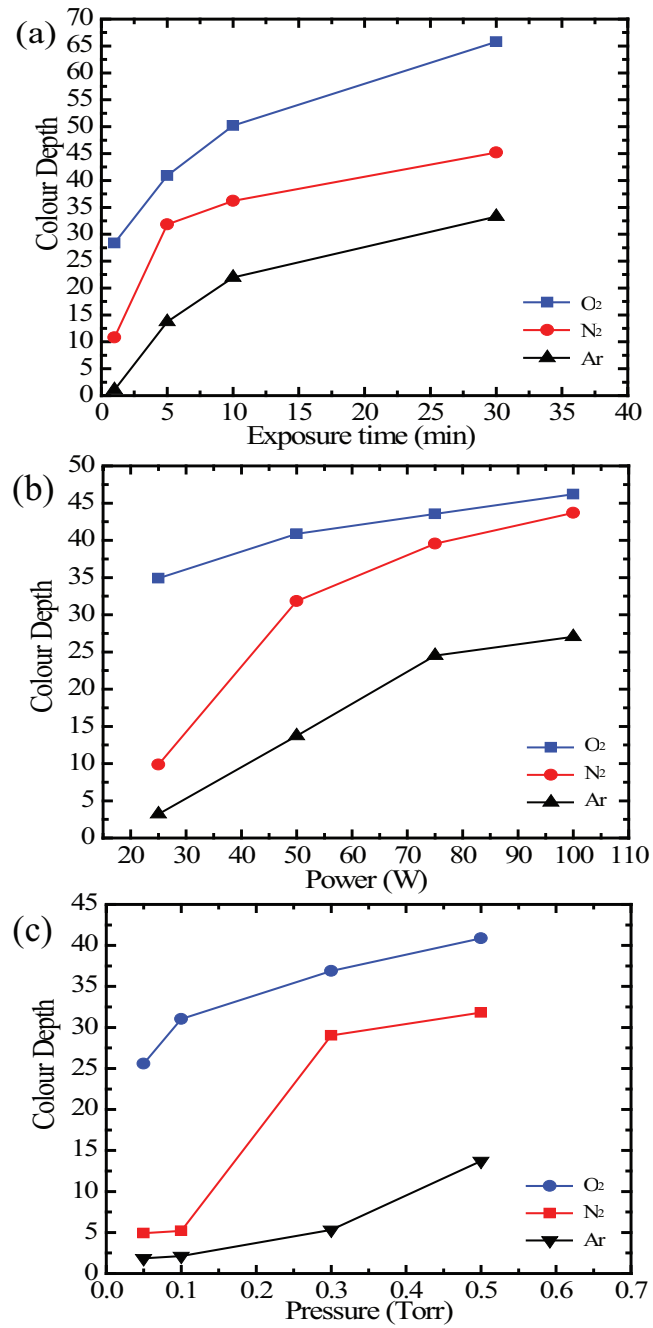 (a)
70
65
60
55
50
45
40
35
30
25
20
15
10
5
0
Colour Depth
O₂
N₂
Ar
0 5 10 15 20 25 30 35 40
Exposure time (min)
(b)
50
45
40
35
30
25
20
15
10
5
0
Colour Depth
O₂
N₂
Ar
20 30 40 50 60 70 80 90 100 110
Power (W)
(c)
45
40
35
30
25
20
15
10
5
0
Colour Depth
O₂
N₂
Ar
0.0 0.1 0.2 0.3 0.4 0.5 0.6 0.7
Pressure (Torr)